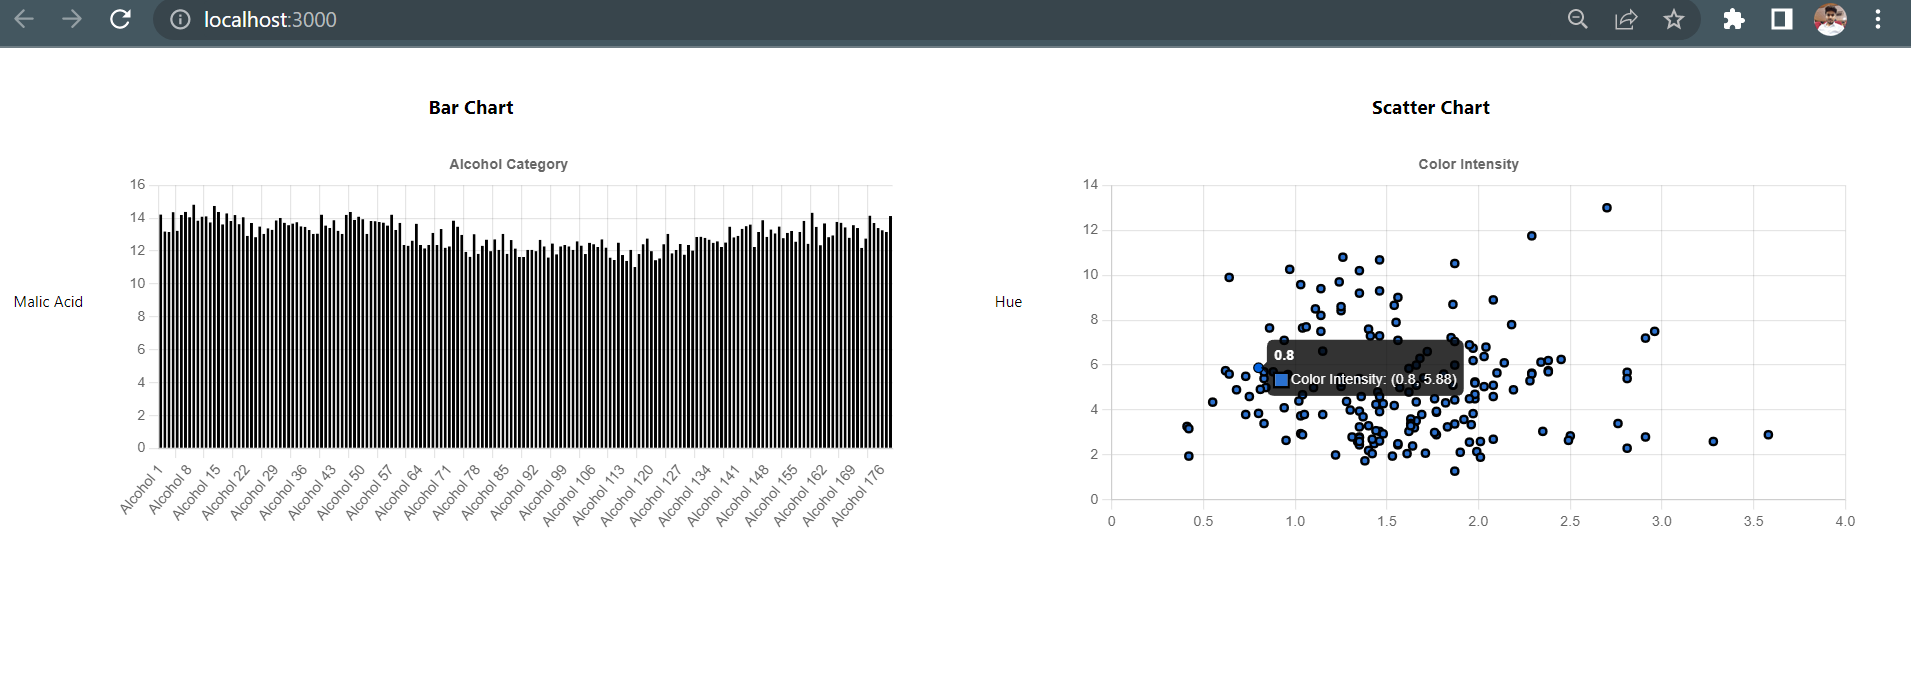 localhost:3000
Bar Chart
Alcohol Category
16
14
12
10
8
6
4
2
0
Malic Acid
Alcohol 1
Alcohol 8
Alcohol 15
Alcohol 22
Alcohol 29
Alcohol 36
Alcohol 43
Alcohol 50
Alcohol 57
Alcohol 64
Alcohol 71
Alcohol 78
Alcohol 85
Alcohol 92
Alcohol 99
Alcohol 106
Alcohol 113
Alcohol 120
Alcohol 127
Alcohol 134
Alcohol 141
Alcohol 148
Alcohol 155
Alcohol 162
Alcohol 169
Alcohol 176
Scatter Chart
Color Intensity
14
12
10
8
6
4
2
0
Hue
0.8
Color Intensity: (0.8, 5.88)
0 0.5 1.0 1.5 2.0 2.5 3.0 3.5 4.0